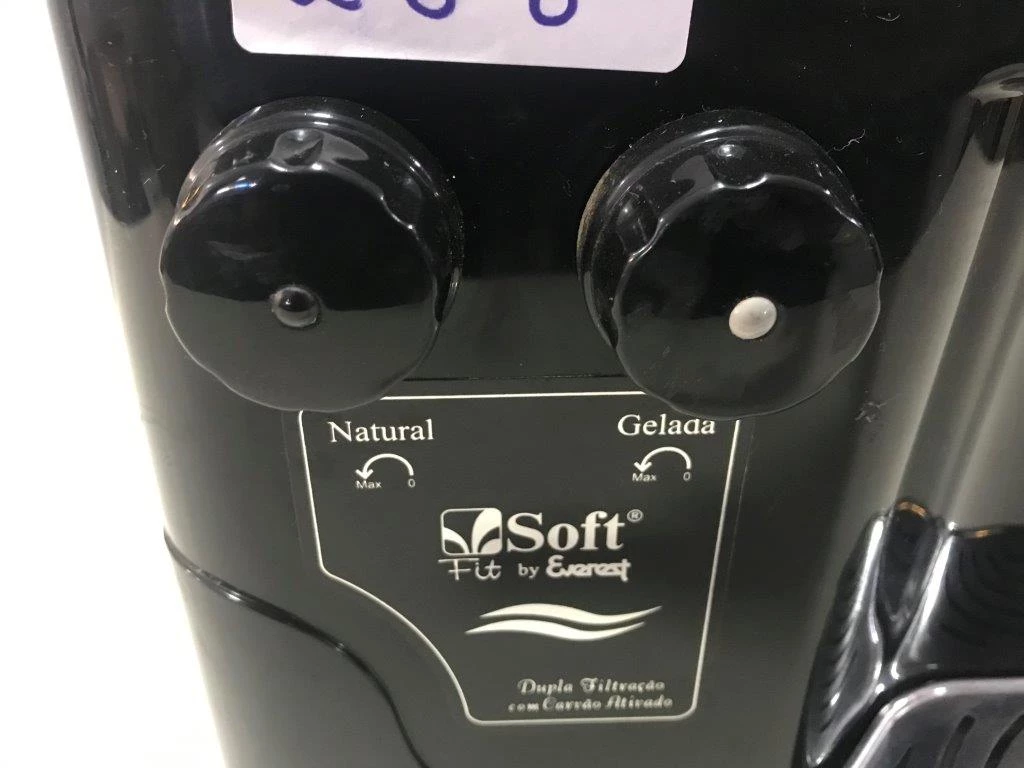 Natural Gelada
Max 0 Max 0
Soft®
Fit by Everest
Dupla Filtração
com Carvão Ativado